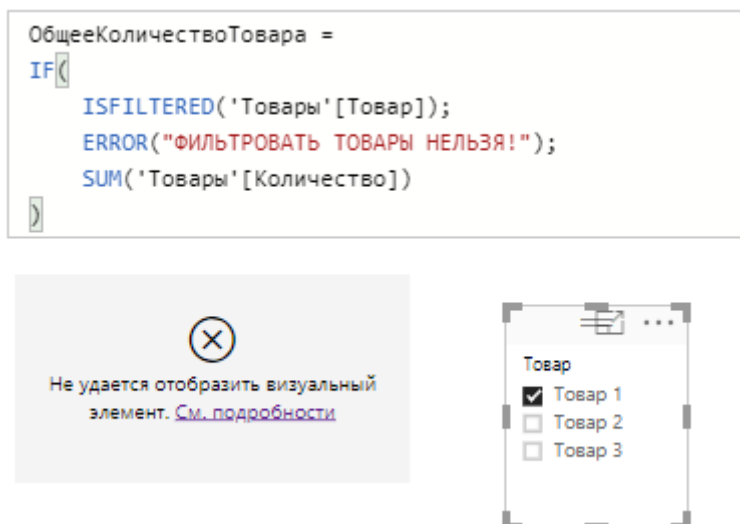 ОбщееКоличествоТовара =
IF(
ISFILTERED('Товары'[Товар]);
ERROR("ФИЛЬТРОВАТЬ ТОВАРЫ НЕЛЬЗЯ!");
SUM('Товары'[Количество])
)
Не удается отобразить визуальный
элемент. См. подробности
Товар
Товар 1
Товар 2
Товар 3